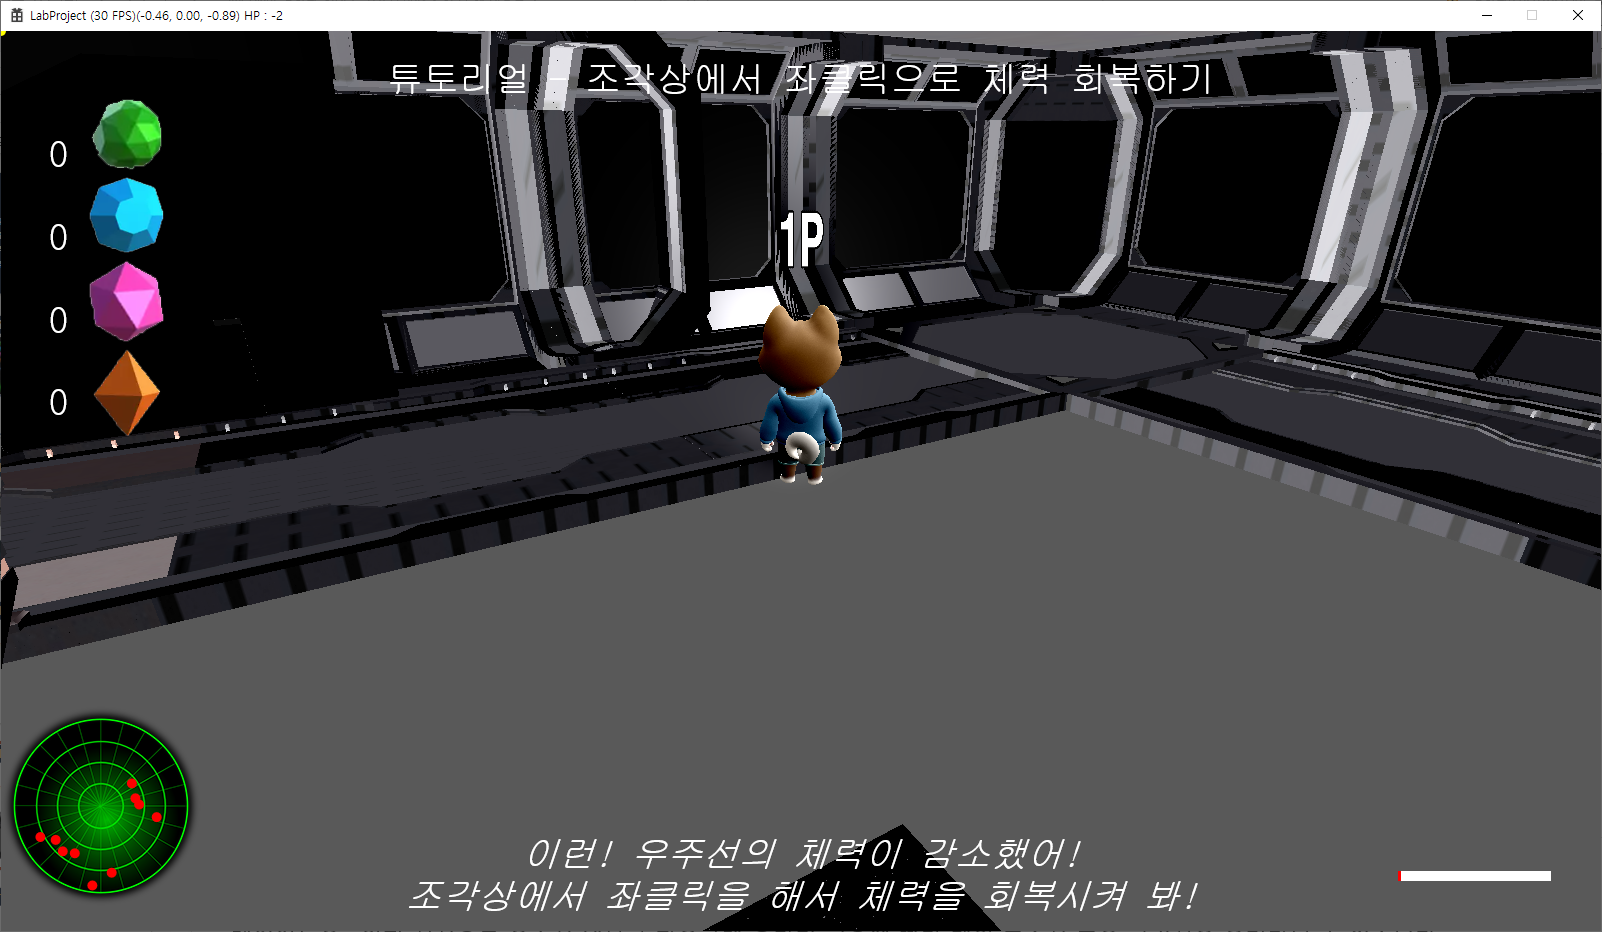 LabProject (30 FPS)(-0.46, 0.00, -0.89) HP : -2
튜토리얼 - 조각상에서 좌클릭으로 체력 회복하기
0
0
0
0
1P
이런! 우주선의 체력이 감소했어!
조각상에서 좌클릭을 해서 체력을 회복시켜 봐!